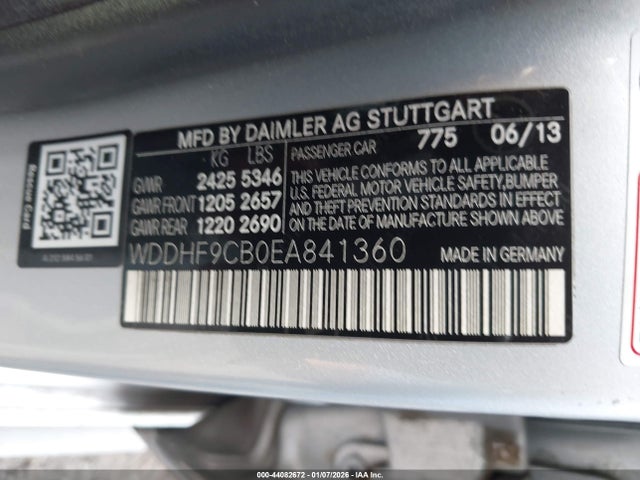 MFD BY DAIMLER AG STUTTGART
KG LBS
GVWR 2425 5346
GAWR FRONT 1205 2657
GAWR REAR 1220 2690
PASSENGER CAR 775 06/13
THIS VEHICLE CONFORMS TO ALL APPLICABLE
U.S. FEDERAL MOTOR VEHICLE SAFETY,BUMPER
AND THEFT PREVENTION STANDARDS IN EFFECT
ON THE DATE OF MANUFACTURE SHOWN ABOVE
WDDHF9CB0EA841360 MADE IN GERMANY
Rescue Card
000-44082672 - 01/07/2026 - © IAA Inc.